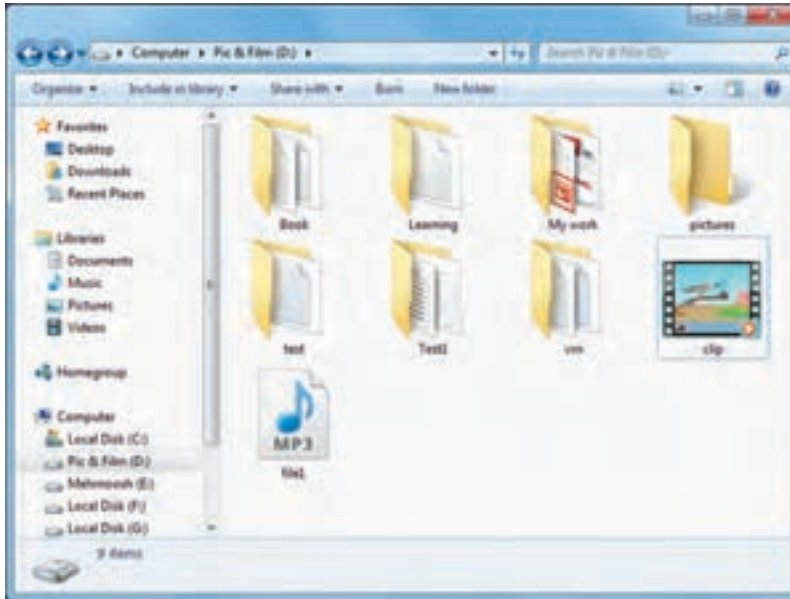 Computer ▸ Pic & Film (D:) ▸
Search Pic & Film (D:)
Organize Include in library Share with Burn New folder
Favorites
Desktop
Downloads
Recent Places
Libraries
Documents
Music
Pictures
Videos
Homegroup
Computer
Local Disk (C:)
Pic & Film (D:)
Mehrnoosh (E:)
Local Disk (F:)
Local Disk (G:)
Book Learning My work pictures
test Test1 vm clip
MP3
file1
9 items